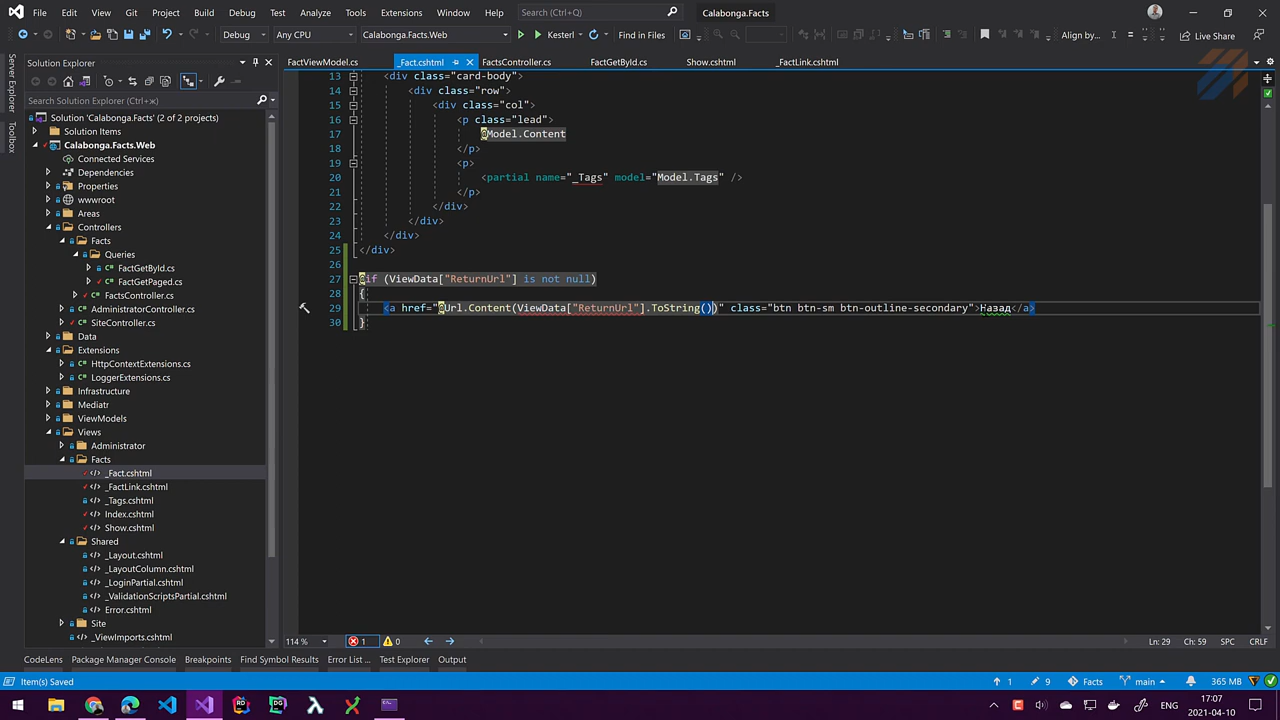 File Edit View Git Project Build Debug Test Analyze Tools Extensions Window Help Search (Ctrl+Q) Calabonga.Facts
Debug Any CPU Calabonga.Facts.Web Kestrel Find in Files Align by... Live Share
Server Explorer
Toolbox
Solution Explorer
Search Solution Explorer (Ctrl+ж)
Solution 'Calabonga.Facts' (2 of 2 projects)
Solution Items
Calabonga.Facts.Web
Connected Services
Dependencies
Properties
wwwroot
Areas
Controllers
Facts
Queries
FactGetById.cs
FactGetPaged.cs
FactsController.cs
AdministratorController.cs
SiteController.cs
Data
Extensions
HttpContextExtensions.cs
LoggerExtensions.cs
Infrastructure
Mediatr
ViewModels
Views
Administrator
Facts
_Fact.cshtml
_FactLink.cshtml
_Tags.cshtml
Index.cshtml
Show.cshtml
Shared
_Layout.cshtml
_LayoutColumn.cshtml
_LoginPartial.cshtml
_ValidationScriptsPartial.cshtml
Error.cshtml
Site
_ViewImports.cshtml
FactViewModel.cs _Fact.cshtml FactsController.cs FactGetById.cs Show.cshtml _FactLink.cshtml
13 <div class="card-body">
14 <div class="row">
15 <div class="col">
16 <p class="lead">
17 @Model.Content
18 </p>
19 <p>
20 <partial name="_Tags" model="Model.Tags" />
21 </p>
22 </div>
23 </div>
24 </div>
25 </div>
26
27 @if (ViewData["ReturnUrl"] is not null)
28 {
29 <a href="@Url.Content(ViewData["ReturnUrl"].ToString())" class="btn btn-sm btn-outline-secondary">Назад</a>
30 }
114 % 1 0 Ln: 29 Ch: 59 SPC CRLF
CodeLens Package Manager Console Breakpoints Find Symbol Results Error List ... Test Explorer Output
Item(s) Saved 1 9 Facts main 365 MB
ENG 17:07
2021-04-10